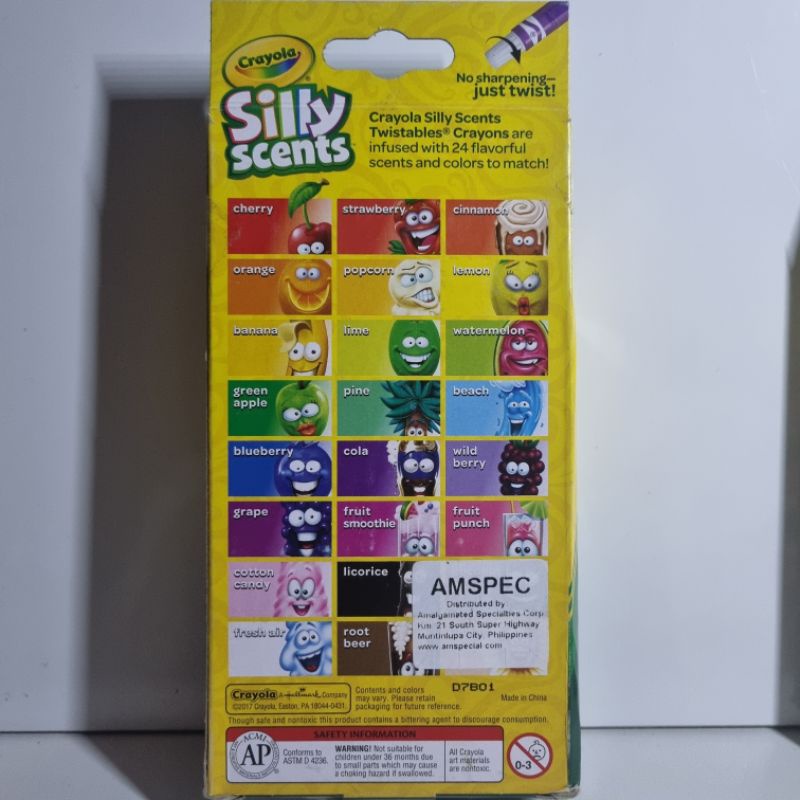 Crayola
Silly
scents
No sharpening—
just twist!
Crayola Silly Scents
Twistables® Crayons are
infused with 24 flavorful
scents and colors to match!
cherry
strawberry
cinnamon
orange
popcorn
lemon
banana
lime
watermelon
green
apple
pine
beach
blueberry
cola
wild
berry
grape
fruit
smoothie
fruit
punch
cotton
candy
licorice
fresh air
root
beer
AMSPEC
Distributed by
Amalgamated Specialties Corp
Km. 21 South Super Highway
Muntinlupa City, Philippines
www.amspecial.com
Crayola A Hallmark Company
©2017 Crayola, Easton, PA 18044-0431
Contents and colors
may vary. Please retain
packaging for future reference.
D7B01
Made in China
Though safe and nontoxic this product contains a bittering agent to discourage consumption.
SAFETY INFORMATION
ACMI
AP
Conforms to
ASTM D 4236.
WARNING! Not suitable for
children under 36 months due
to small parts which may cause
a choking hazard if swallowed.
All Crayola
art materials
are nontoxic.
0-3